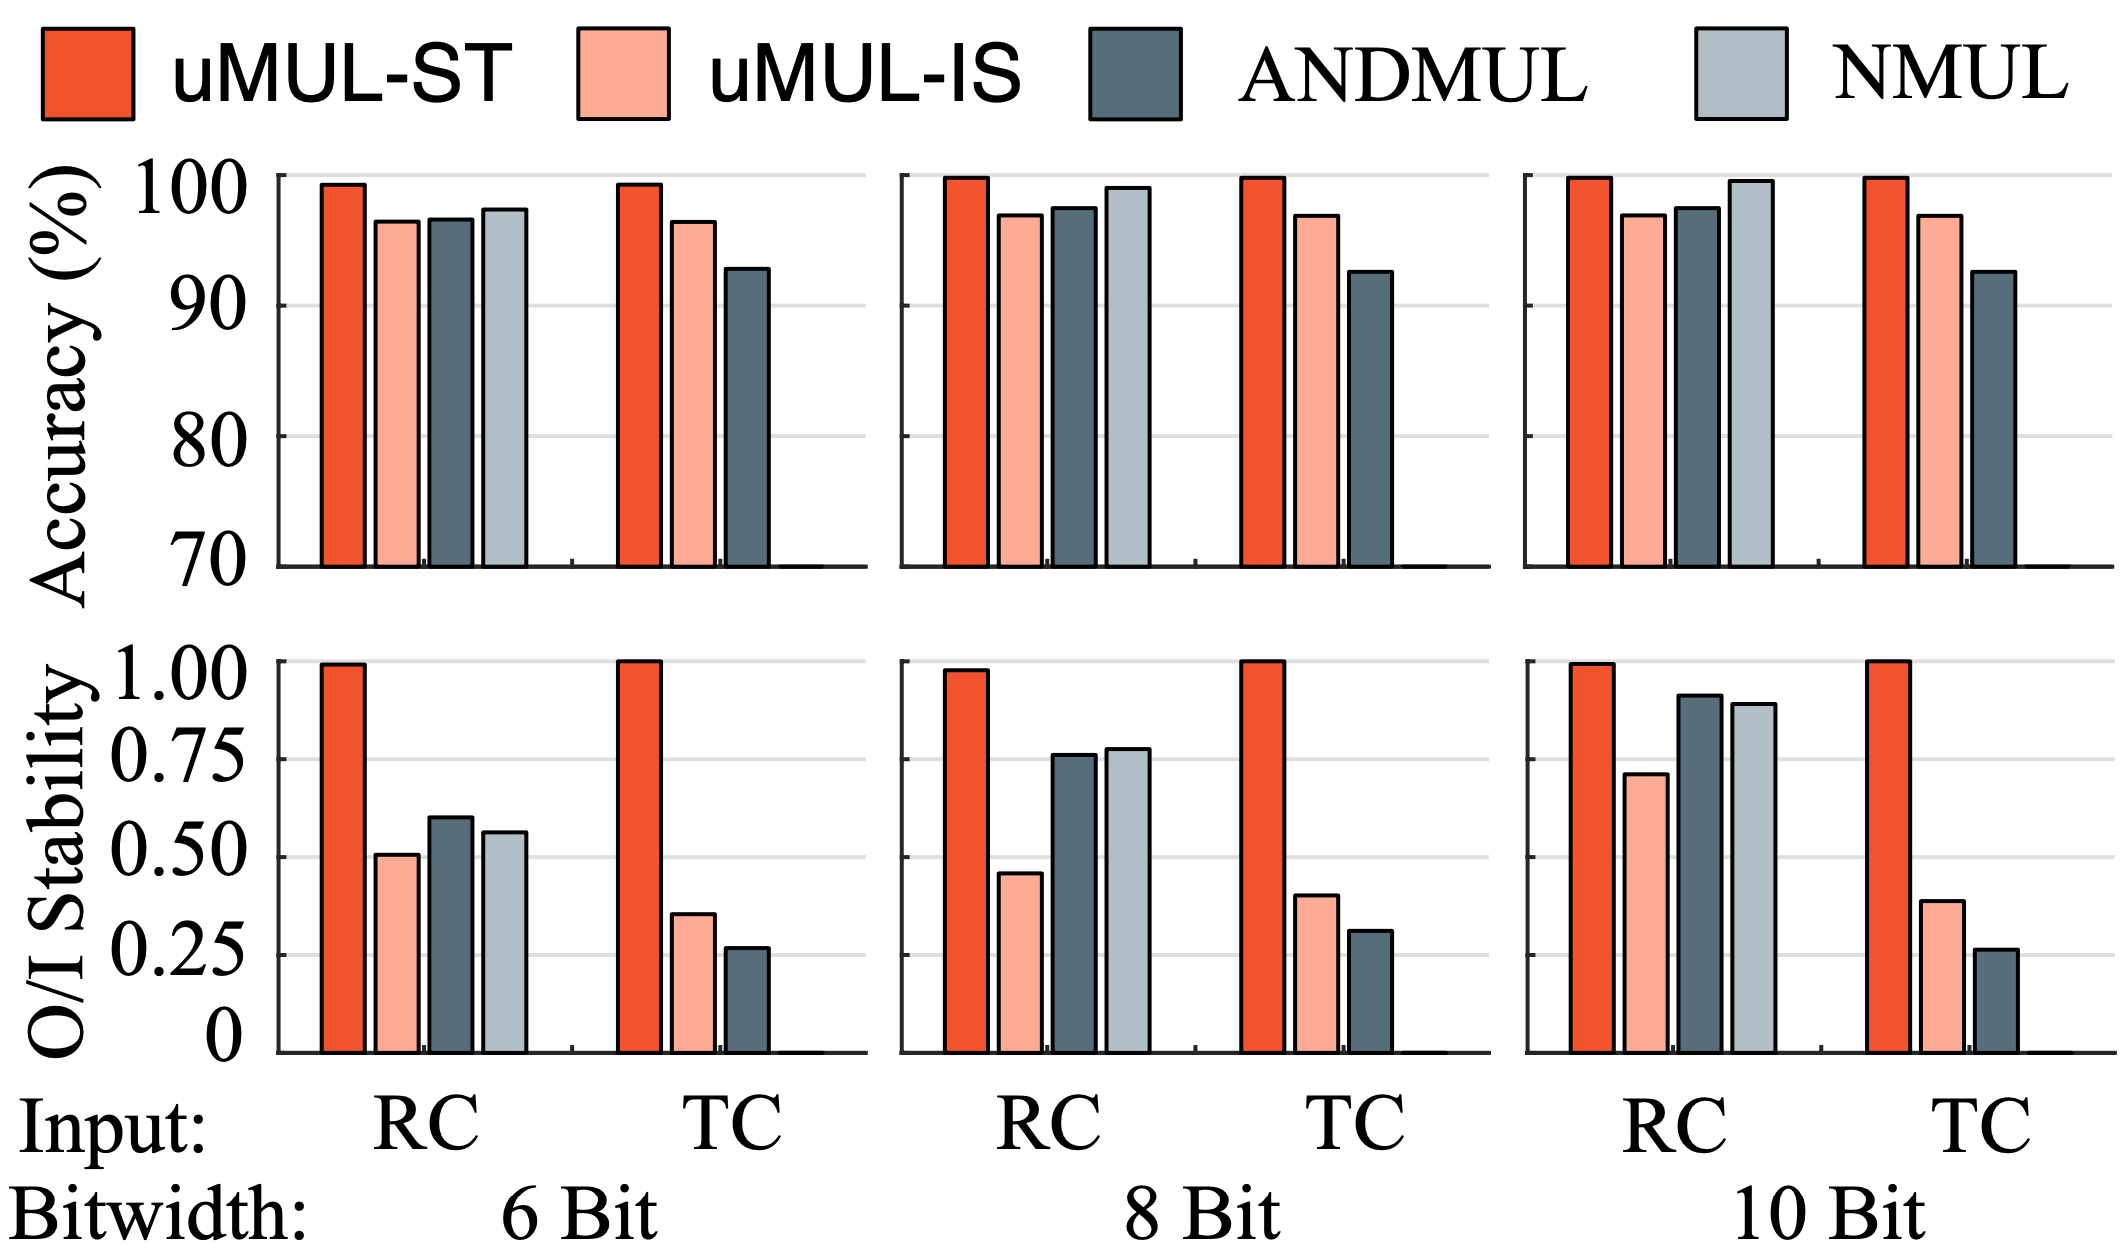 uMUL-ST uMUL-IS ANDMUL NMUL
Accuracy (%)
100
90
80
70
O/I Stability
1.00
0.75
0.50
0.25
0
Input: RC TC RC TC RC TC
Bitwidth: 6 Bit 8 Bit 10 Bit